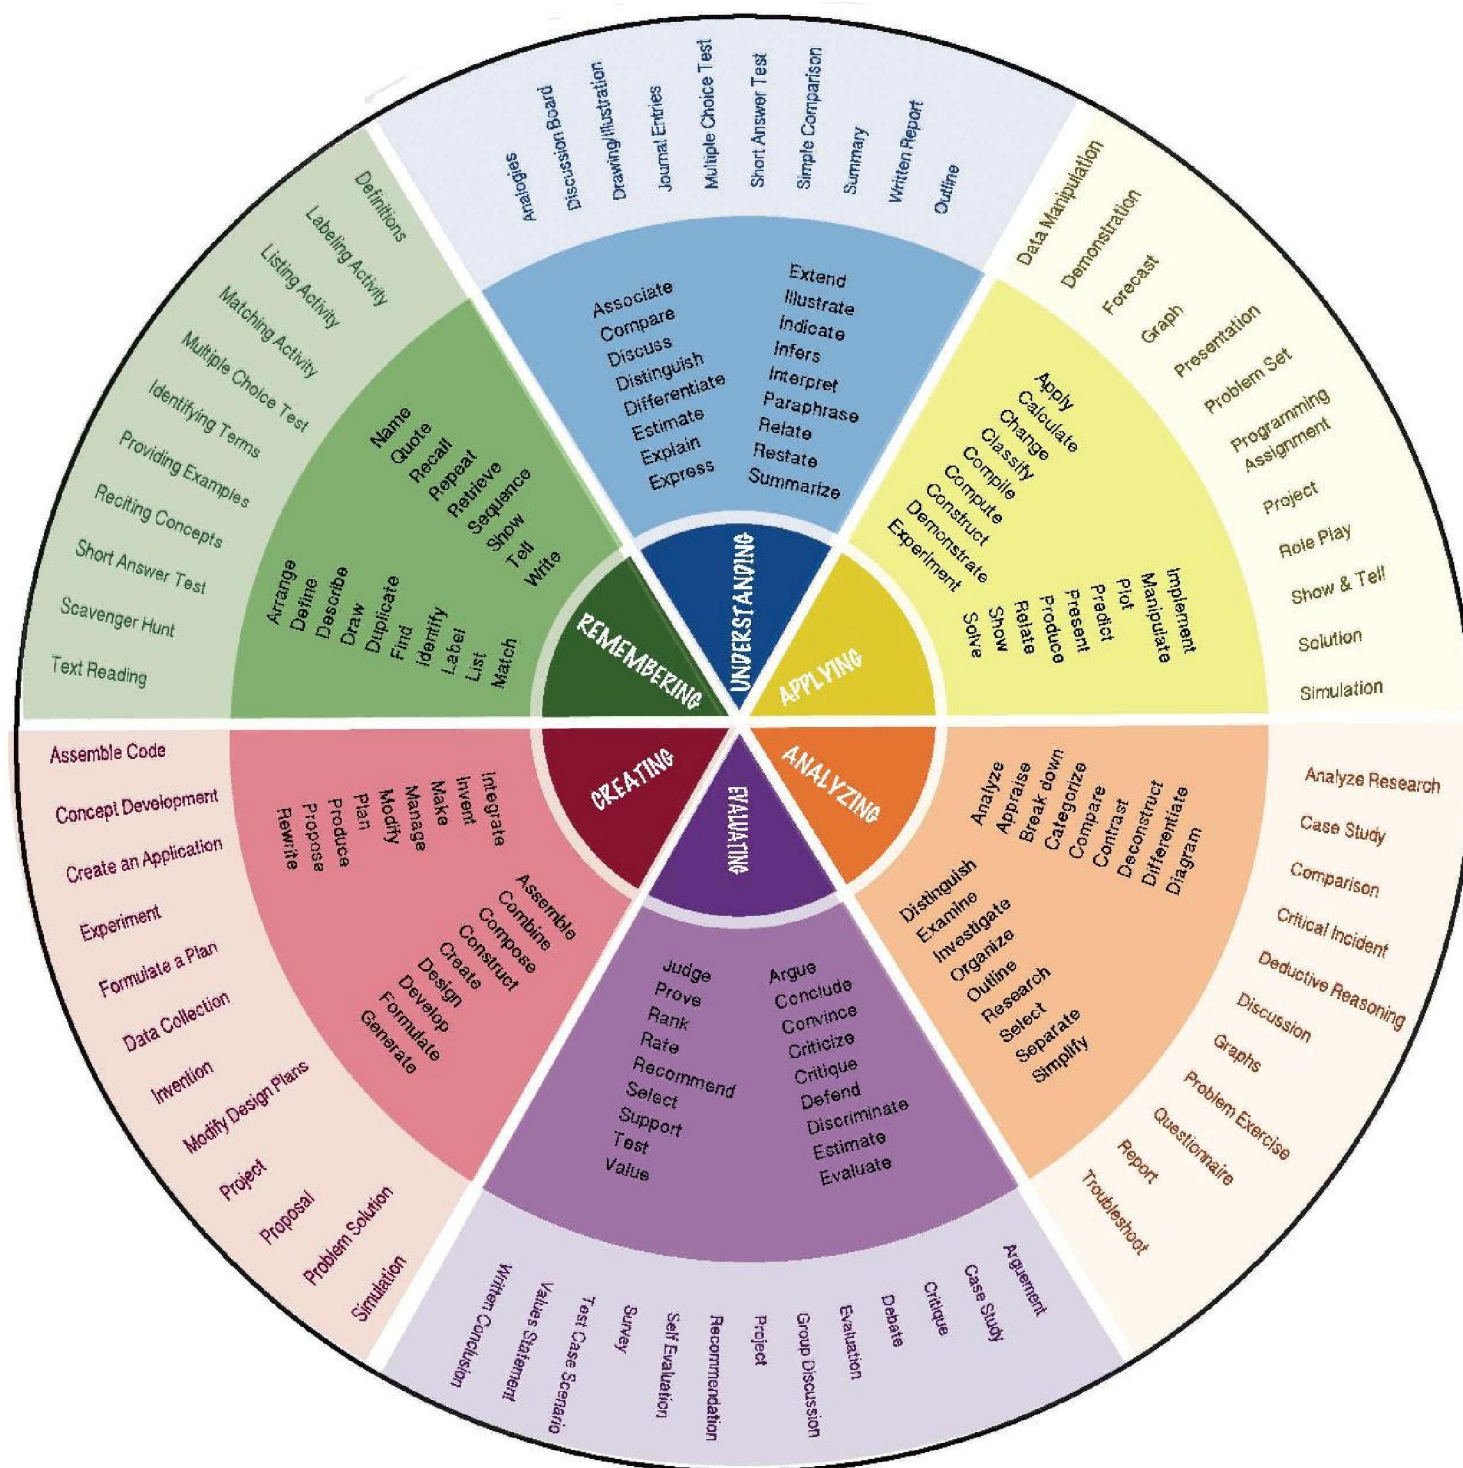 REMEMBERING
Name
Quote
Recall
Repeat
Retrieve
Sequence
Show
Tell
Write
Arrange
Define
Describe
Draw
Duplicate
Find
Identify
Label
List
Match
Definitions
Labeling Activity
Listing Activity
Matching Activity
Multiple Choice Test
Identifying Terms
Providing Examples
Reciting Concepts
Short Answer Test
Scavenger Hunt
Text Reading
UNDERSTANDING
Associate
Compare
Discuss
Distinguish
Differentiate
Estimate
Explain
Express
Extend
Illustrate
Indicate
Infers
Interpret
Paraphrase
Relate
Restate
Summarize
Analogies
Discussion Board
Drawing/Illustration
Journal Entries
Multiple Choice Test
Short Answer Test
Simple Comparison
Summary
Written Report
Outline
APPLYING
Apply
Calculate
Change
Classify
Compile
Compute
Construct
Demonstrate
Experiment
Implement
Manipulate
Plot
Predict
Present
Produce
Relate
Show
Solve
Data Manipulation
Demonstration
Forecast
Graph
Presentation
Problem Set
Programming
Assignment
Project
Role Play
Show & Tell
Solution
Simulation
ANALYZING
Analyze
Appraise
Break down
Categorize
Compare
Contrast
Deconstruct
Differentiate
Diagram
Distinguish
Examine
Investigate
Organize
Outline
Research
Select
Separate
Simplify
Analyze Research
Case Study
Comparison
Critical Incident
Deductive Reasoning
Discussion
Graphs
Problem Exercise
Questionnaire
Report
Troubleshoot
EVALUATING
Judge
Prove
Rank
Rate
Recommend
Select
Support
Test
Value
Argue
Conclude
Convince
Criticize
Critique
Defend
Discriminate
Estimate
Evaluate
Arguement
Case Study
Critique
Debate
Evaluation
Group Discussion
Project
Recommendation
Self Evaluation
Survey
Test Case Scenario
Values Statement
Written Conclusion
CREATING
Integrate
Invent
Make
Manage
Modify
Plan
Produce
Propose
Rewrite
Assemble
Combine
Compose
Construct
Create
Design
Develop
Formulate
Generate
Assemble Code
Concept Development
Create an Application
Experiment
Formulate a Plan
Data Collection
Invention
Modify Design Plans
Project
Proposal
Problem Solution
Simulation